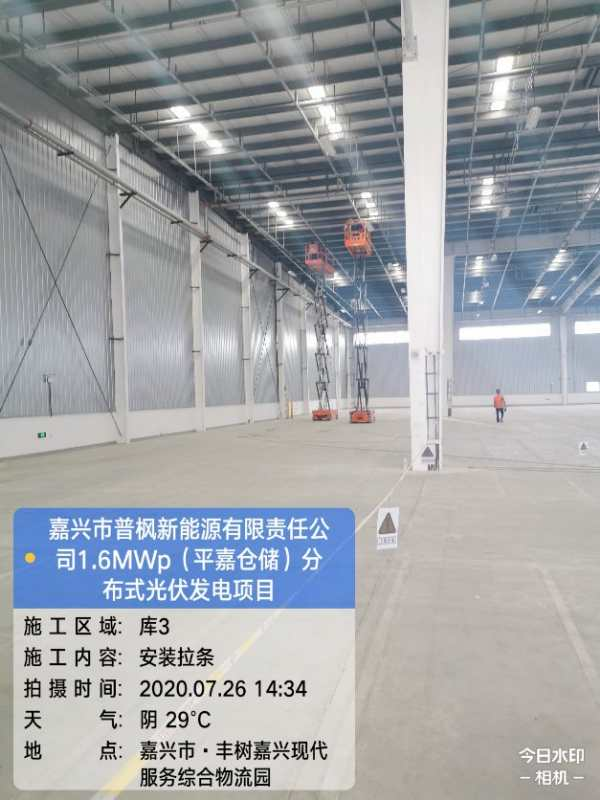 嘉兴市普枫新能源有限责任公
司1.6MWp（平嘉仓储）分
布式光伏发电项目
施工区域: 库3
施工内容: 安装拉条
拍摄时间: 2020.07.26 14:34
天气: 阴 29℃
地点: 嘉兴市·丰树嘉兴现代
服务综合物流园
今日水印
－相机－